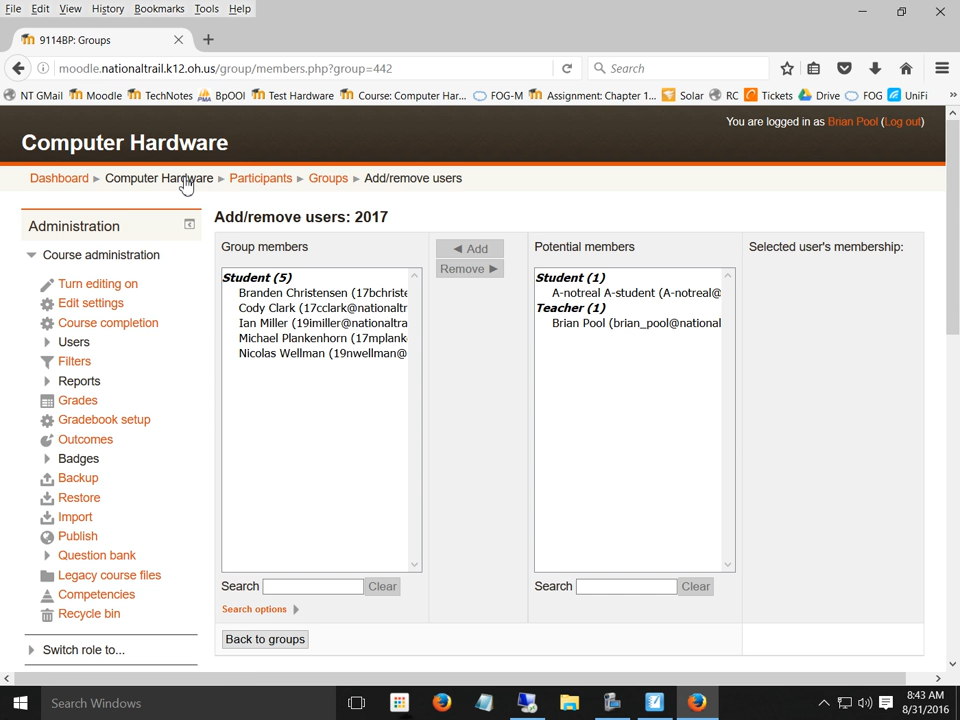 File Edit View History Bookmarks Tools Help
9114BP: Groups
moodle.nationaltrail.k12.oh.us/group/members.php?group=442
Search
NT GMail Moodle TechNotes BpOOI Test Hardware Course: Computer Har... FOG-M Assignment: Chapter 1... Solar RC Tickets Drive FOG UniFi »
You are logged in as Brian Pool (Log out)
Computer Hardware
Dashboard ► Computer Hardware ► Participants ► Groups ► Add/remove users
Administration
Course administration
Turn editing on
Edit settings
Course completion
Users
Filters
Reports
Grades
Gradebook setup
Outcomes
Badges
Backup
Restore
Import
Publish
Question bank
Legacy course files
Competencies
Recycle bin
Switch role to...
Add/remove users: 2017
Group members
Student (5)
Branden Christensen (17bchriste
Cody Clark (17cclark@nationaltr
Ian Miller (19imiller@nationaltra
Michael Plankenhorn (17mplank
Nicolas Wellman (19nwellman@
Search Clear
Search options
Back to groups
◄ Add
Remove ►
Potential members
Student (1)
A-notreal A-student (A-notreal@
Teacher (1)
Brian Pool (brian_pool@national
Search Clear
Selected user's membership:
Search Windows
8:43 AM
8/31/2016